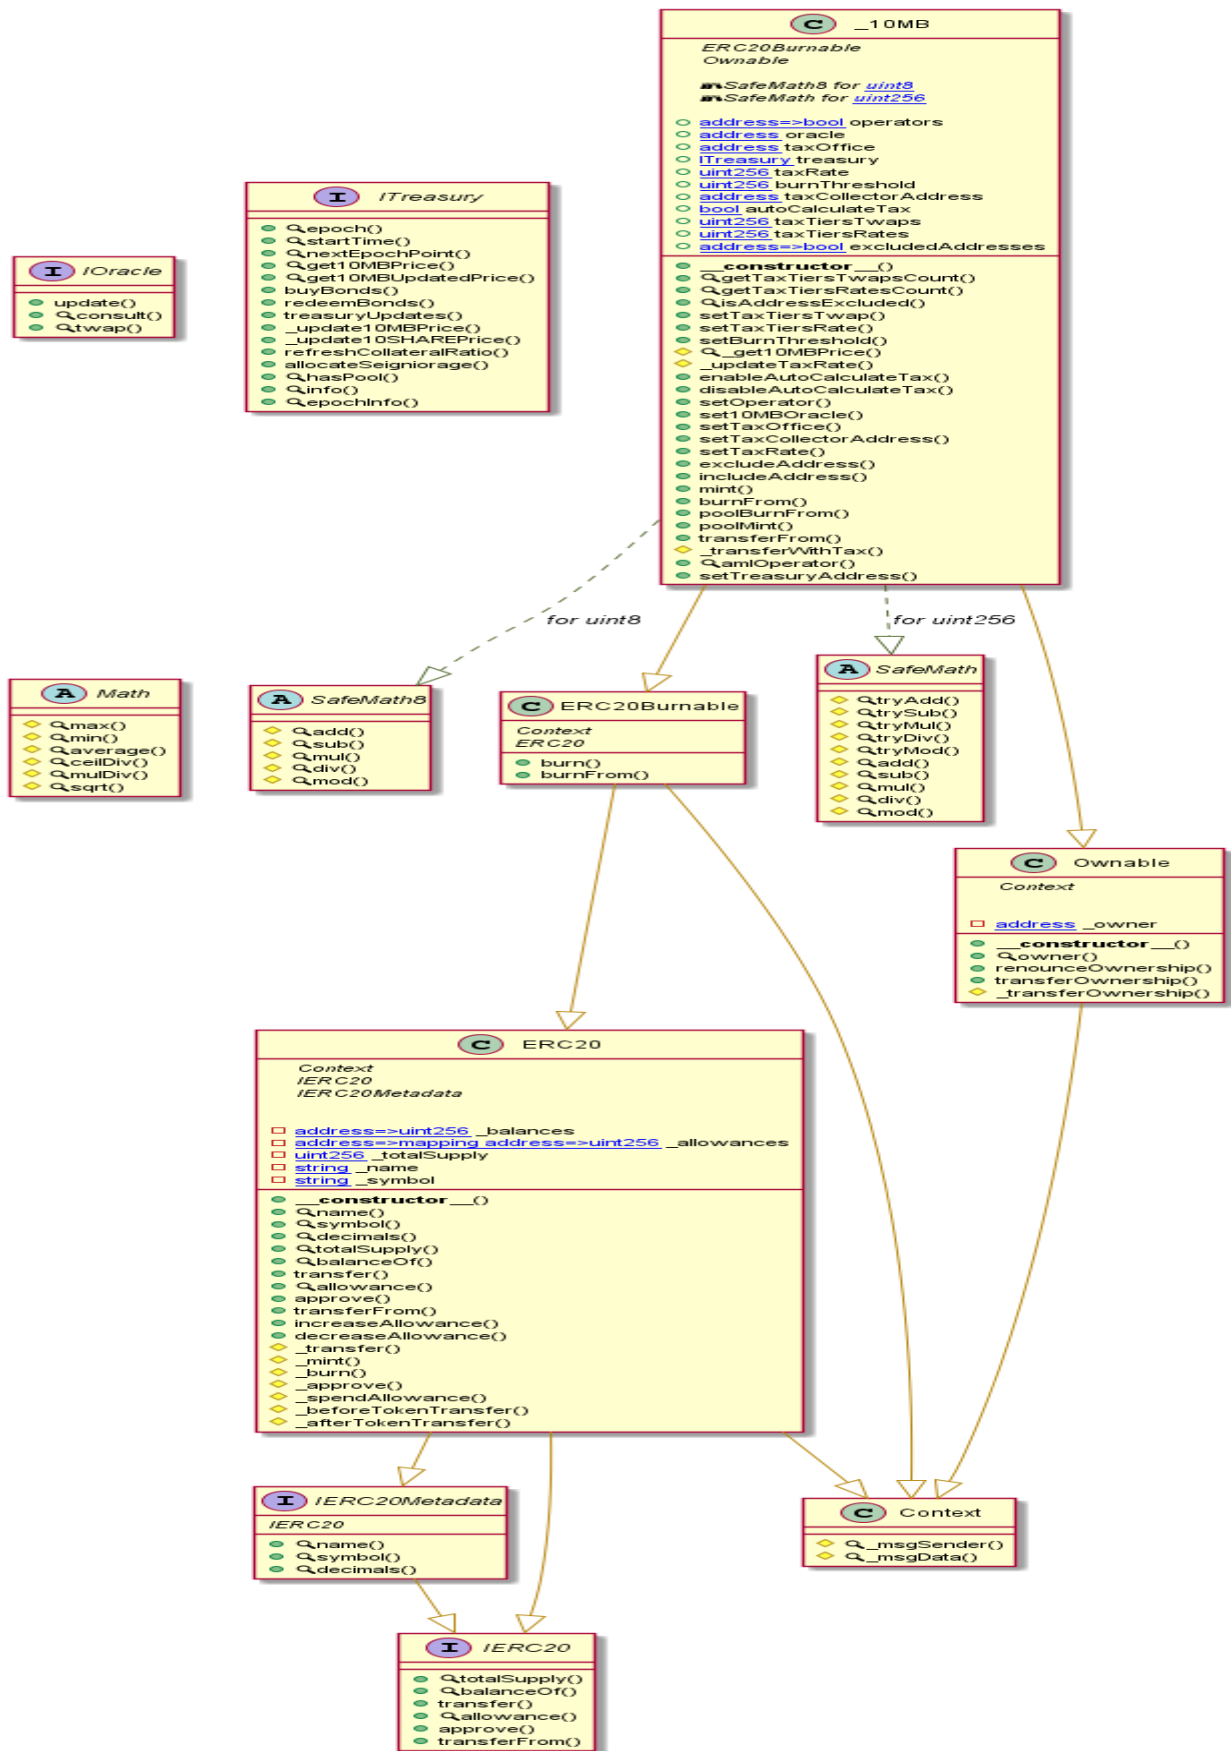 C _10MB
ERC20Burnable
Ownable
SafeMath8 for uint8
SafeMath for uint256
address=>bool operators
address oracle
address taxOffice
ITreasury treasury
uint256 taxRate
uint256 burnThreshold
address taxCollectorAddress
bool autoCalculateTax
uint256 taxTiersTwaps
uint256 taxTiersRates
address=>bool excludedAddresses
__constructor__()
getTaxTiersTwapsCount()
getTaxTiersRatesCount()
isAddressExcluded()
setTaxTiersTwap()
setTaxTiersRate()
setBurnThreshold()
_get10MBPrice()
_updateTaxRate()
enableAutoCalculateTax()
disableAutoCalculateTax()
setOperator()
set10MBOracle()
setTaxOffice()
setTaxCollectorAddress()
setTaxRate()
excludeAddress()
includeAddress()
mint()
burnFrom()
poolBurnFrom()
poolMint()
transferFrom()
_transferWithTax()
amIOperator()
setTreasuryAddress()
I ITreasury
epoch()
startTime()
nextEpochPoint()
get10MBPrice()
get10MBUpdatedPrice()
buyBonds()
redeemBonds()
treasuryUpdates()
_update10MBPrice()
_update10SHAREPrice()
refreshCollateralRatio()
allocateSeigniorage()
hasPool()
info()
epochInfo()
I IOracle
update()
consult()
twap()
for uint8
for uint256
A Math
max()
min()
average()
ceilDiv()
mulDiv()
sqrt()
A SafeMath8
add()
sub()
mul()
div()
mod()
C ERC20Burnable
Context
ERC20
burn()
burnFrom()
A SafeMath
tryAdd()
trySub()
tryMul()
tryDiv()
tryMod()
add()
sub()
mul()
div()
mod()
C Ownable
Context
address _owner
__constructor__()
owner()
renounceOwnership()
transferOwnership()
_transferOwnership()
C ERC20
Context
IERC20
IERC20Metadata
address=>uint256 _balances
address=>mapping address=>uint256 _allowances
uint256 _totalSupply
string _name
string _symbol
__constructor__()
name()
symbol()
decimals()
totalSupply()
balanceOf()
transfer()
allowance()
approve()
transferFrom()
increaseAllowance()
decreaseAllowance()
_transfer()
_mint()
_burn()
_approve()
_spendAllowance()
_beforeTokenTransfer()
_afterTokenTransfer()
I IERC20Metadata
IERC20
name()
symbol()
decimals()
C Context
_msgSender()
_msgData()
I IERC20
totalSupply()
balanceOf()
transfer()
allowance()
approve()
transferFrom()